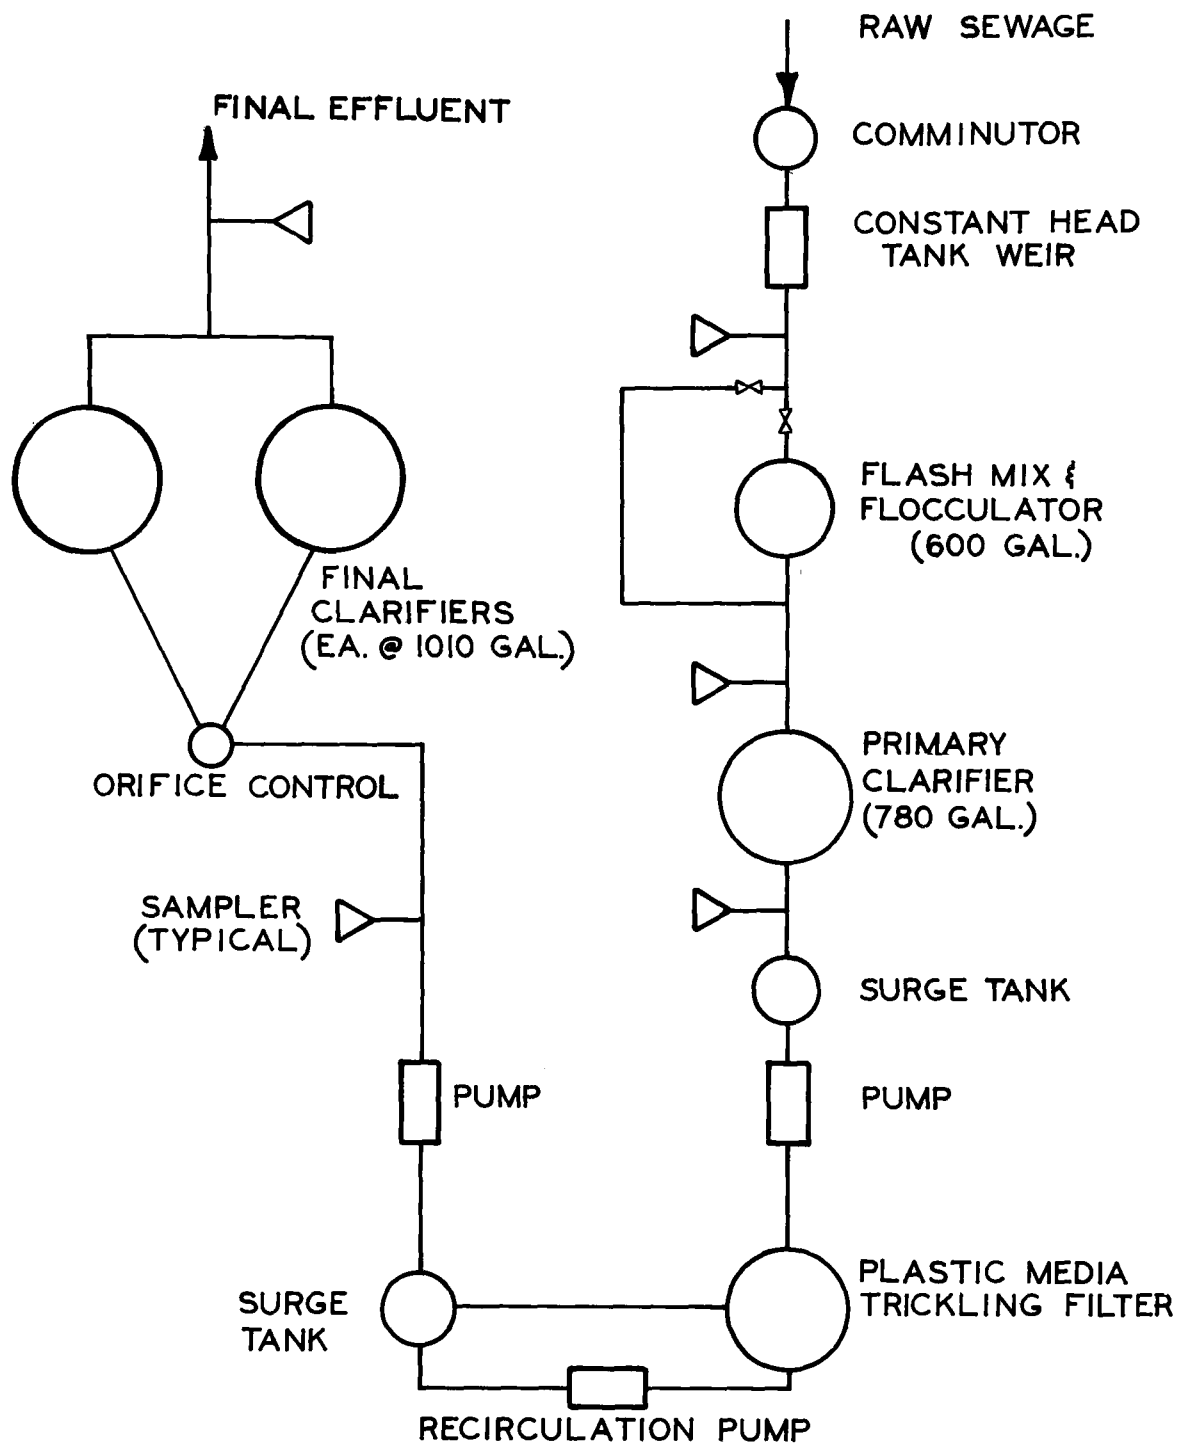 RAW SEWAGE
FINAL EFFLUENT
COMMINUTOR
CONSTANT HEAD
TANK WEIR
FLASH MIX &
FLOCCULATOR
(600 GAL.)
FINAL
CLARIFIERS
(EA. @ 1010 GAL.)
PRIMARY
CLARIFIER
(780 GAL.)
ORIFICE CONTROL
SAMPLER
(TYPICAL)
SURGE TANK
PUMP
PUMP
PLASTIC MEDIA
TRICKLING FILTER
SURGE
TANK
RECIRCULATION PUMP